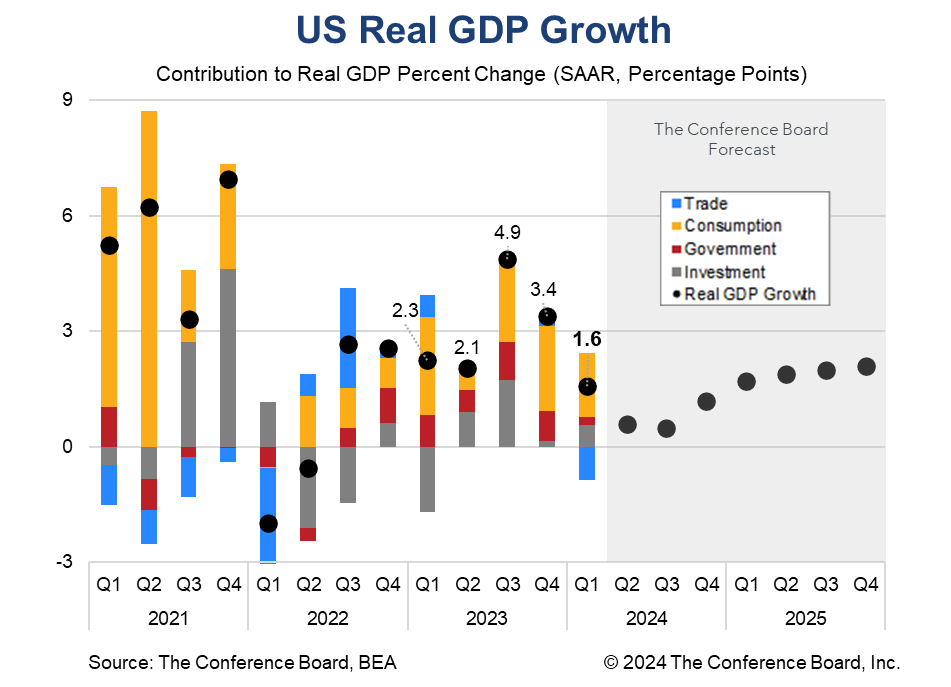 US Real GDP Growth
Contribution to Real GDP Percent Change (SAAR, Percentage Points)
9
The Conference Board
Forecast
Trade
Consumption
Government
Investment
Real GDP Growth
6
4.9
3.4
2.3
2.1
1.6
3
0
-3
Q1 Q2 Q3 Q4 Q1 Q2 Q3 Q4 Q1 Q2 Q3 Q4 Q1 Q2 Q3 Q4 Q1 Q2 Q3 Q4
2021 2022 2023 2024 2025
Source: The Conference Board, BEA © 2024 The Conference Board, Inc.